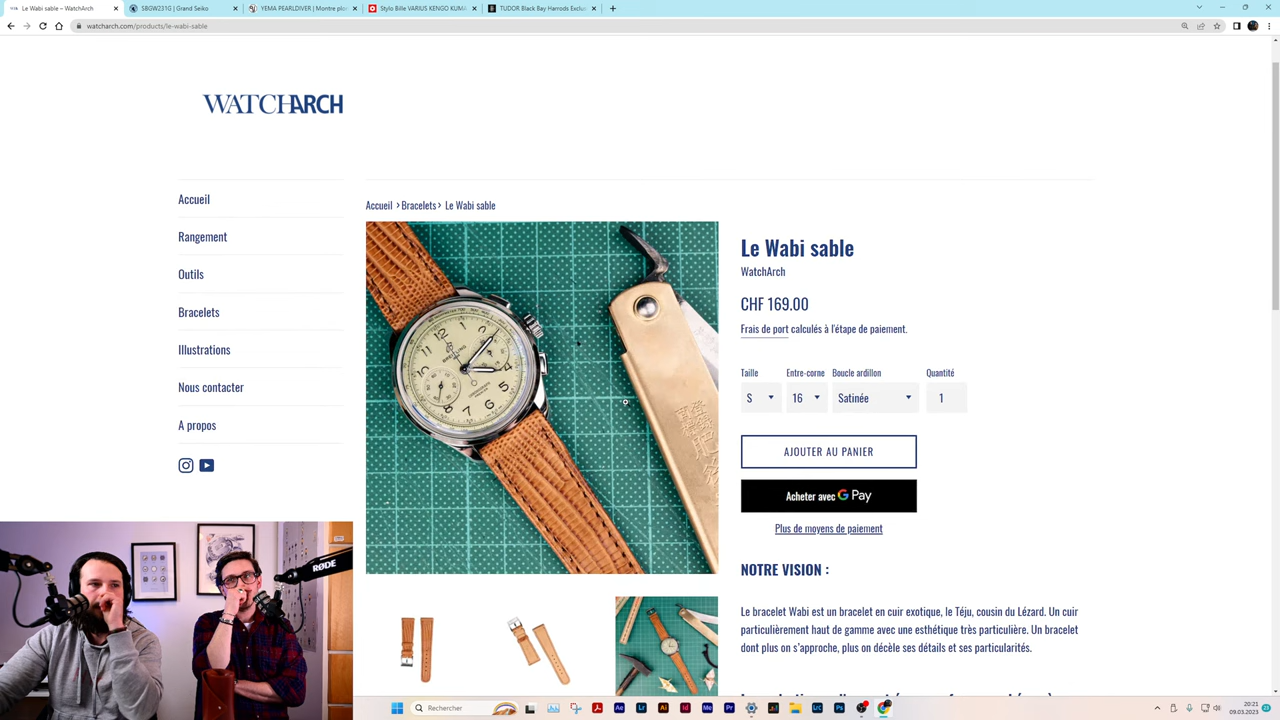 Le Wabi sable – WatchArch
SBGW231G | Grand Seiko
YEMA PEARLDIVER | Montre plon
Stylo Bille VARIUS KENGO KUMA
TUDOR Black Bay Harrods Exclus
watcharch.com/products/le-wabi-sable
WATCHARCH
Accueil
Rangement
Outils
Bracelets
Illustrations
Nous contacter
A propos
Accueil › Bracelets › Le Wabi sable
BREITLING
Le Wabi sable
WatchArch
CHF 169.00
Frais de port calculés à l'étape de paiement.
Taille Entre-corne Boucle ardillon Quantité
S 16 Satinée 1
AJOUTER AU PANIER
Acheter avec G Pay
Plus de moyens de paiement
NOTRE VISION :
Le bracelet Wabi est un bracelet en cuir exotique, le Téju, cousin du Lézard. Un cuir
particulièrement haut de gamme avec une esthétique très particulière. Un bracelet
dont plus on s'approche, plus on décèle ses détails et ses particularités.
RØDE
Rechercher
20:21
09.03.2023